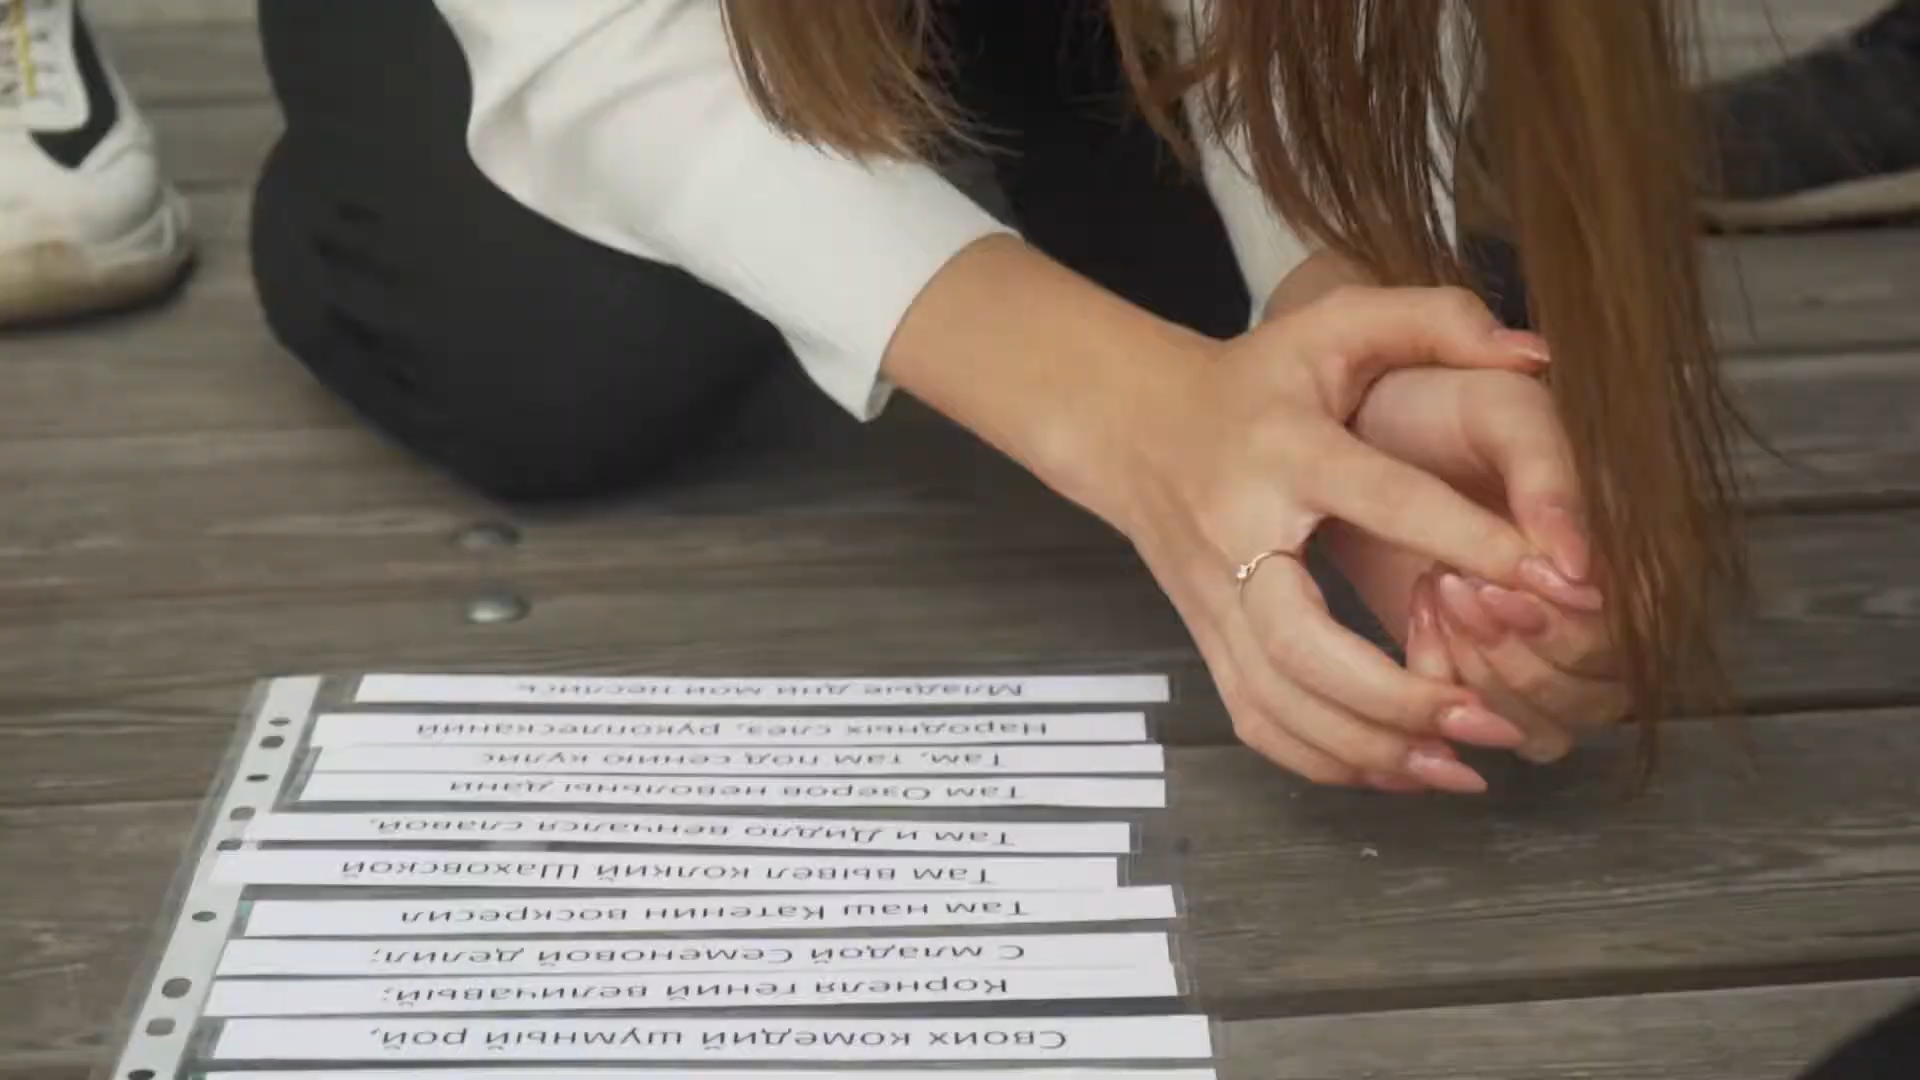 Своих комедий шумный рой,
Корнеля гений величавый;
С младой Семеновой делил;
Там наш Катенин воскресил
Там вывел колкий Шаховской
Там и Дидло венчался славой,
Там Озеров невольны дани
Там, там под сению кулис
Народных слез, рукоплесканий
Младые дни мои неслись